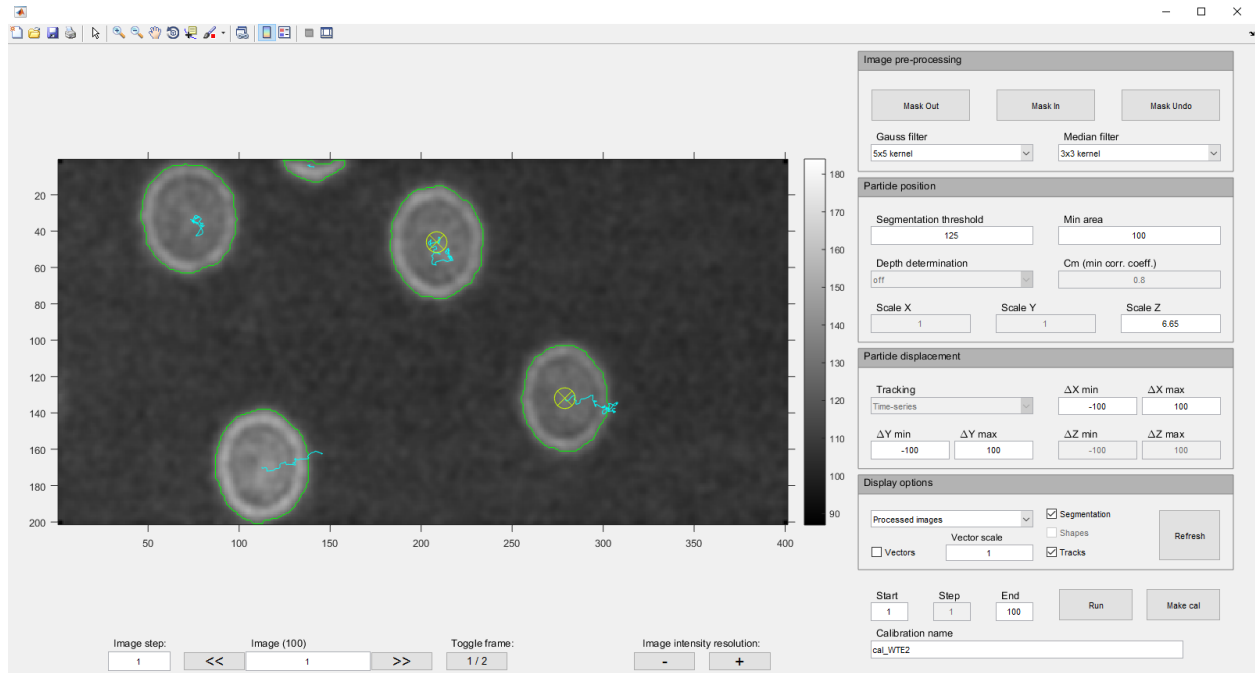 Image pre-processing
Mask Out Mask In Mask Undo
Gauss filter Median filter
5x5 kernel 3x3 kernel
Particle position
Segmentation threshold Min area
125 100
Depth determination Cm (min corr. coeff.)
off 0.8
Scale X Scale Y Scale Z
1 1 6.65
Particle displacement
Tracking ΔX min ΔX max
Time-series -100 100
ΔY min ΔY max ΔZ min ΔZ max
-100 100 -100 100
Display options
Processed images Segmentation
Vector scale Shapes Refresh
Vectors 1 Tracks
Start Step End
1 1 100 Run Make cal
Calibration name
cal_WTE2
180
170
160
150
140
130
120
110
100
90
20
40
60
80
100
120
140
160
180
200
50 100 150 200 250 300 350 400
Image step: Image (100) Toggle frame: Image intensity resolution:
1 << 1 >> 1 / 2 - +